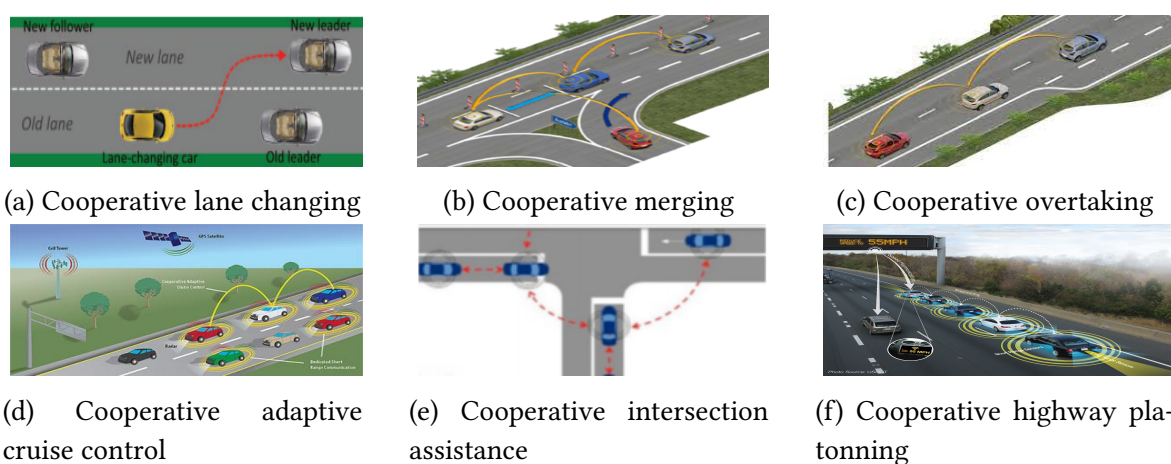 New follower
New leader
New lane
Old lane
Lane-changing car
Old leader
(a) Cooperative lane changing
(b) Cooperative merging
(c) Cooperative overtaking
GPS Satellite
Cell Tower
Cooperative Adaptive
Cruise Control
Radar
Dedicated Short
Range Communication
55MPH
(d) Cooperative adaptive
cruise control
(e) Cooperative intersection
assistance
(f) Cooperative highway pla-
tonning